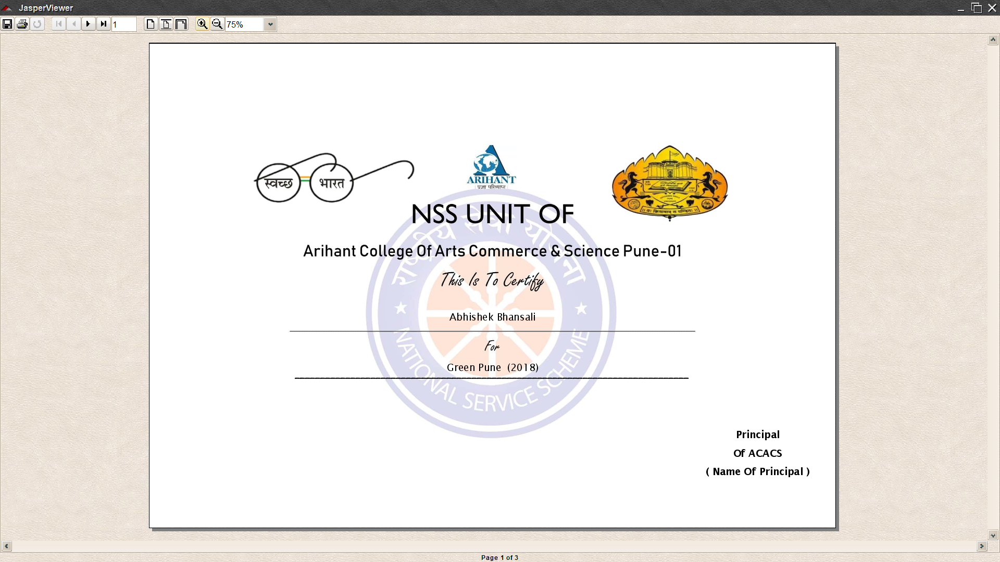 JasperViewer
1
75%
स्वच्छ भारत
ARIHANT
प्रज्ञा परिव्याप्त
NSS UNIT OF
राष्ट्रीय सेवा योजना
Arihant College Of Arts Commerce & Science Pune-01
This Is To Certify
Abhishek Bhansali
For
Green Pune (2018)
NATIONAL SERVICE SCHEME
Principal
Of ACACS
( Name Of Principal )
Page 1 of 3